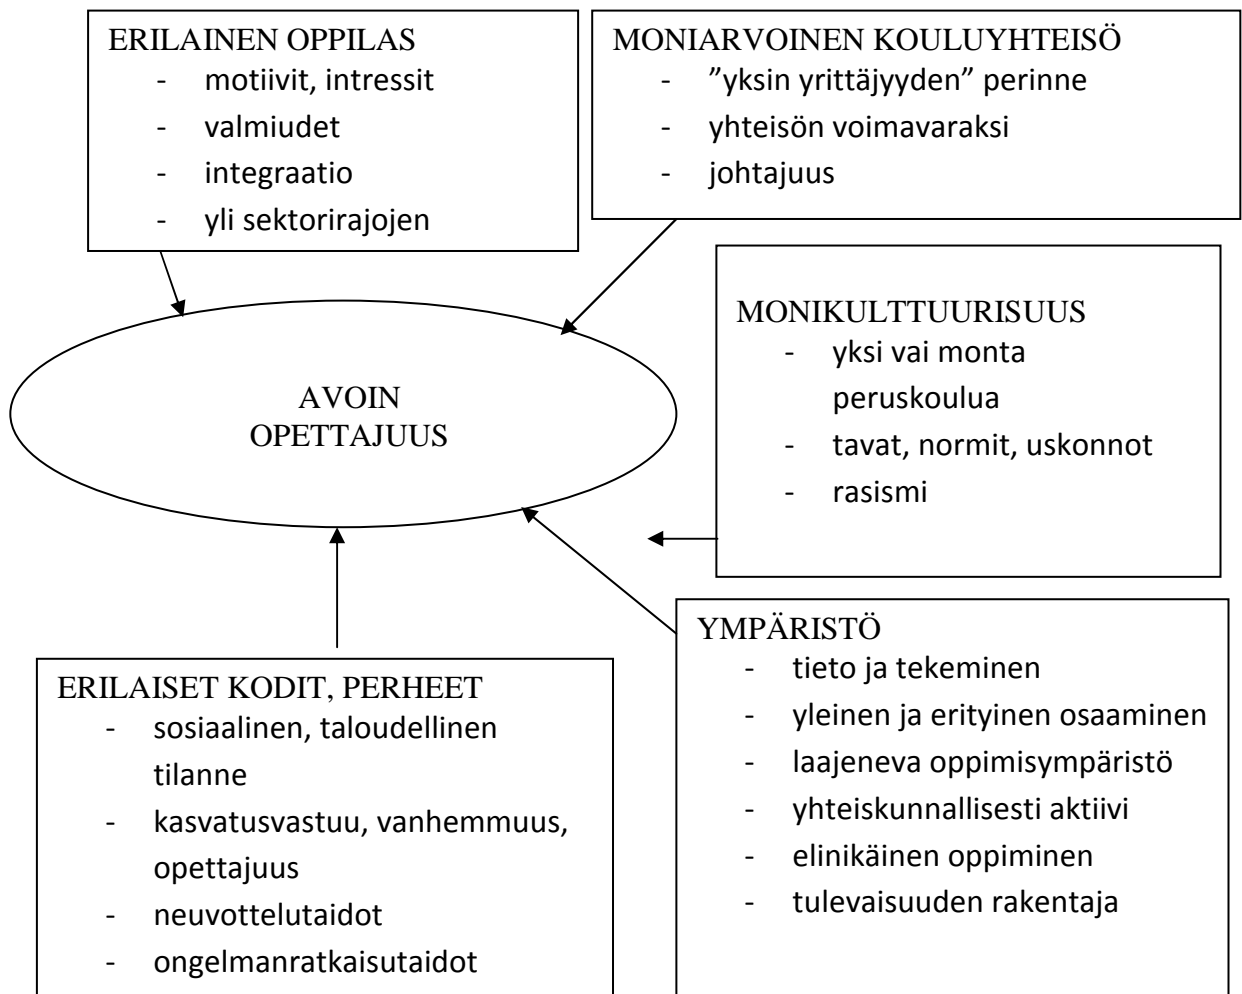 ERILAINEN OPPILAS
- motiivit, intressit
- valmiudet
- integraatio
- yli sektorirajojen
MONIARVOINEN KOULUYHTEISÖ
- ”yksin yrittäjyyden” perinne
- yhteisön voimavaraksi
- johtajuus
MONIKULTTUURISUUS
- yksi vai monta
peruskoulua
- tavat, normit, uskonnot
- rasismi
AVOIN
OPETTAJUUS
ERILAISET KODIT, PERHEET
- sosiaalinen, taloudellinen
tilanne
- kasvatusvastuu, vanhemmuus,
opettajuus
- neuvottelutaidot
- ongelmanratkaisutaidot
YMPÄRISTÖ
- tieto ja tekeminen
- yleinen ja erityinen osaaminen
- laajeneva oppimisympäristö
- yhteiskunnallisesti aktiivi
- elinikäinen oppiminen
- tulevaisuuden rakentaja